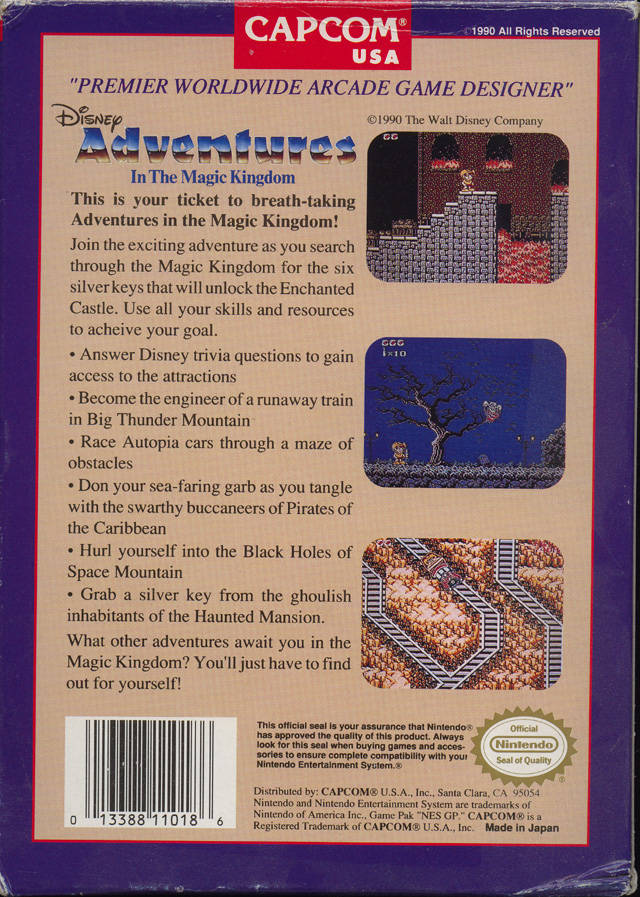 CAPCOM®
USA
©1990 All Rights Reserved
"PREMIER WORLDWIDE ARCADE GAME DESIGNER"
Disney
Adventures
In The Magic Kingdom
©1990 The Walt Disney Company
This is your ticket to breath-taking
Adventures in the Magic Kingdom!
Join the exciting adventure as you search
through the Magic Kingdom for the six
silver keys that will unlock the Enchanted
Castle. Use all your skills and resources
to acheive your goal.
• Answer Disney trivia questions to gain
access to the attractions
• Become the engineer of a runaway train
in Big Thunder Mountain
• Race Autopia cars through a maze of
obstacles
• Don your sea-faring garb as you tangle
with the swarthy buccaneers of Pirates of
the Caribbean
• Hurl yourself into the Black Holes of
Space Mountain
• Grab a silver key from the ghoulish
inhabitants of the Haunted Mansion.
What other adventures await you in the
Magic Kingdom? You'll just have to find
out for yourself!
1×10
0 13388 11018 6
This official seal is your assurance that Nintendo®
has approved the quality of this product. Always
look for this seal when buying games and acces-
sories to ensure complete compatibility with your
Nintendo Entertainment System.®
Official
Nintendo
Seal of Quality
Distributed by: CAPCOM® U.S.A., Inc., Santa Clara, CA 95054
Nintendo and Nintendo Entertainment System are trademarks of
Nintendo of America Inc., Game Pak "NES GP." CAPCOM® is a
Registered Trademark of CAPCOM® U.S.A., Inc. Made in Japan